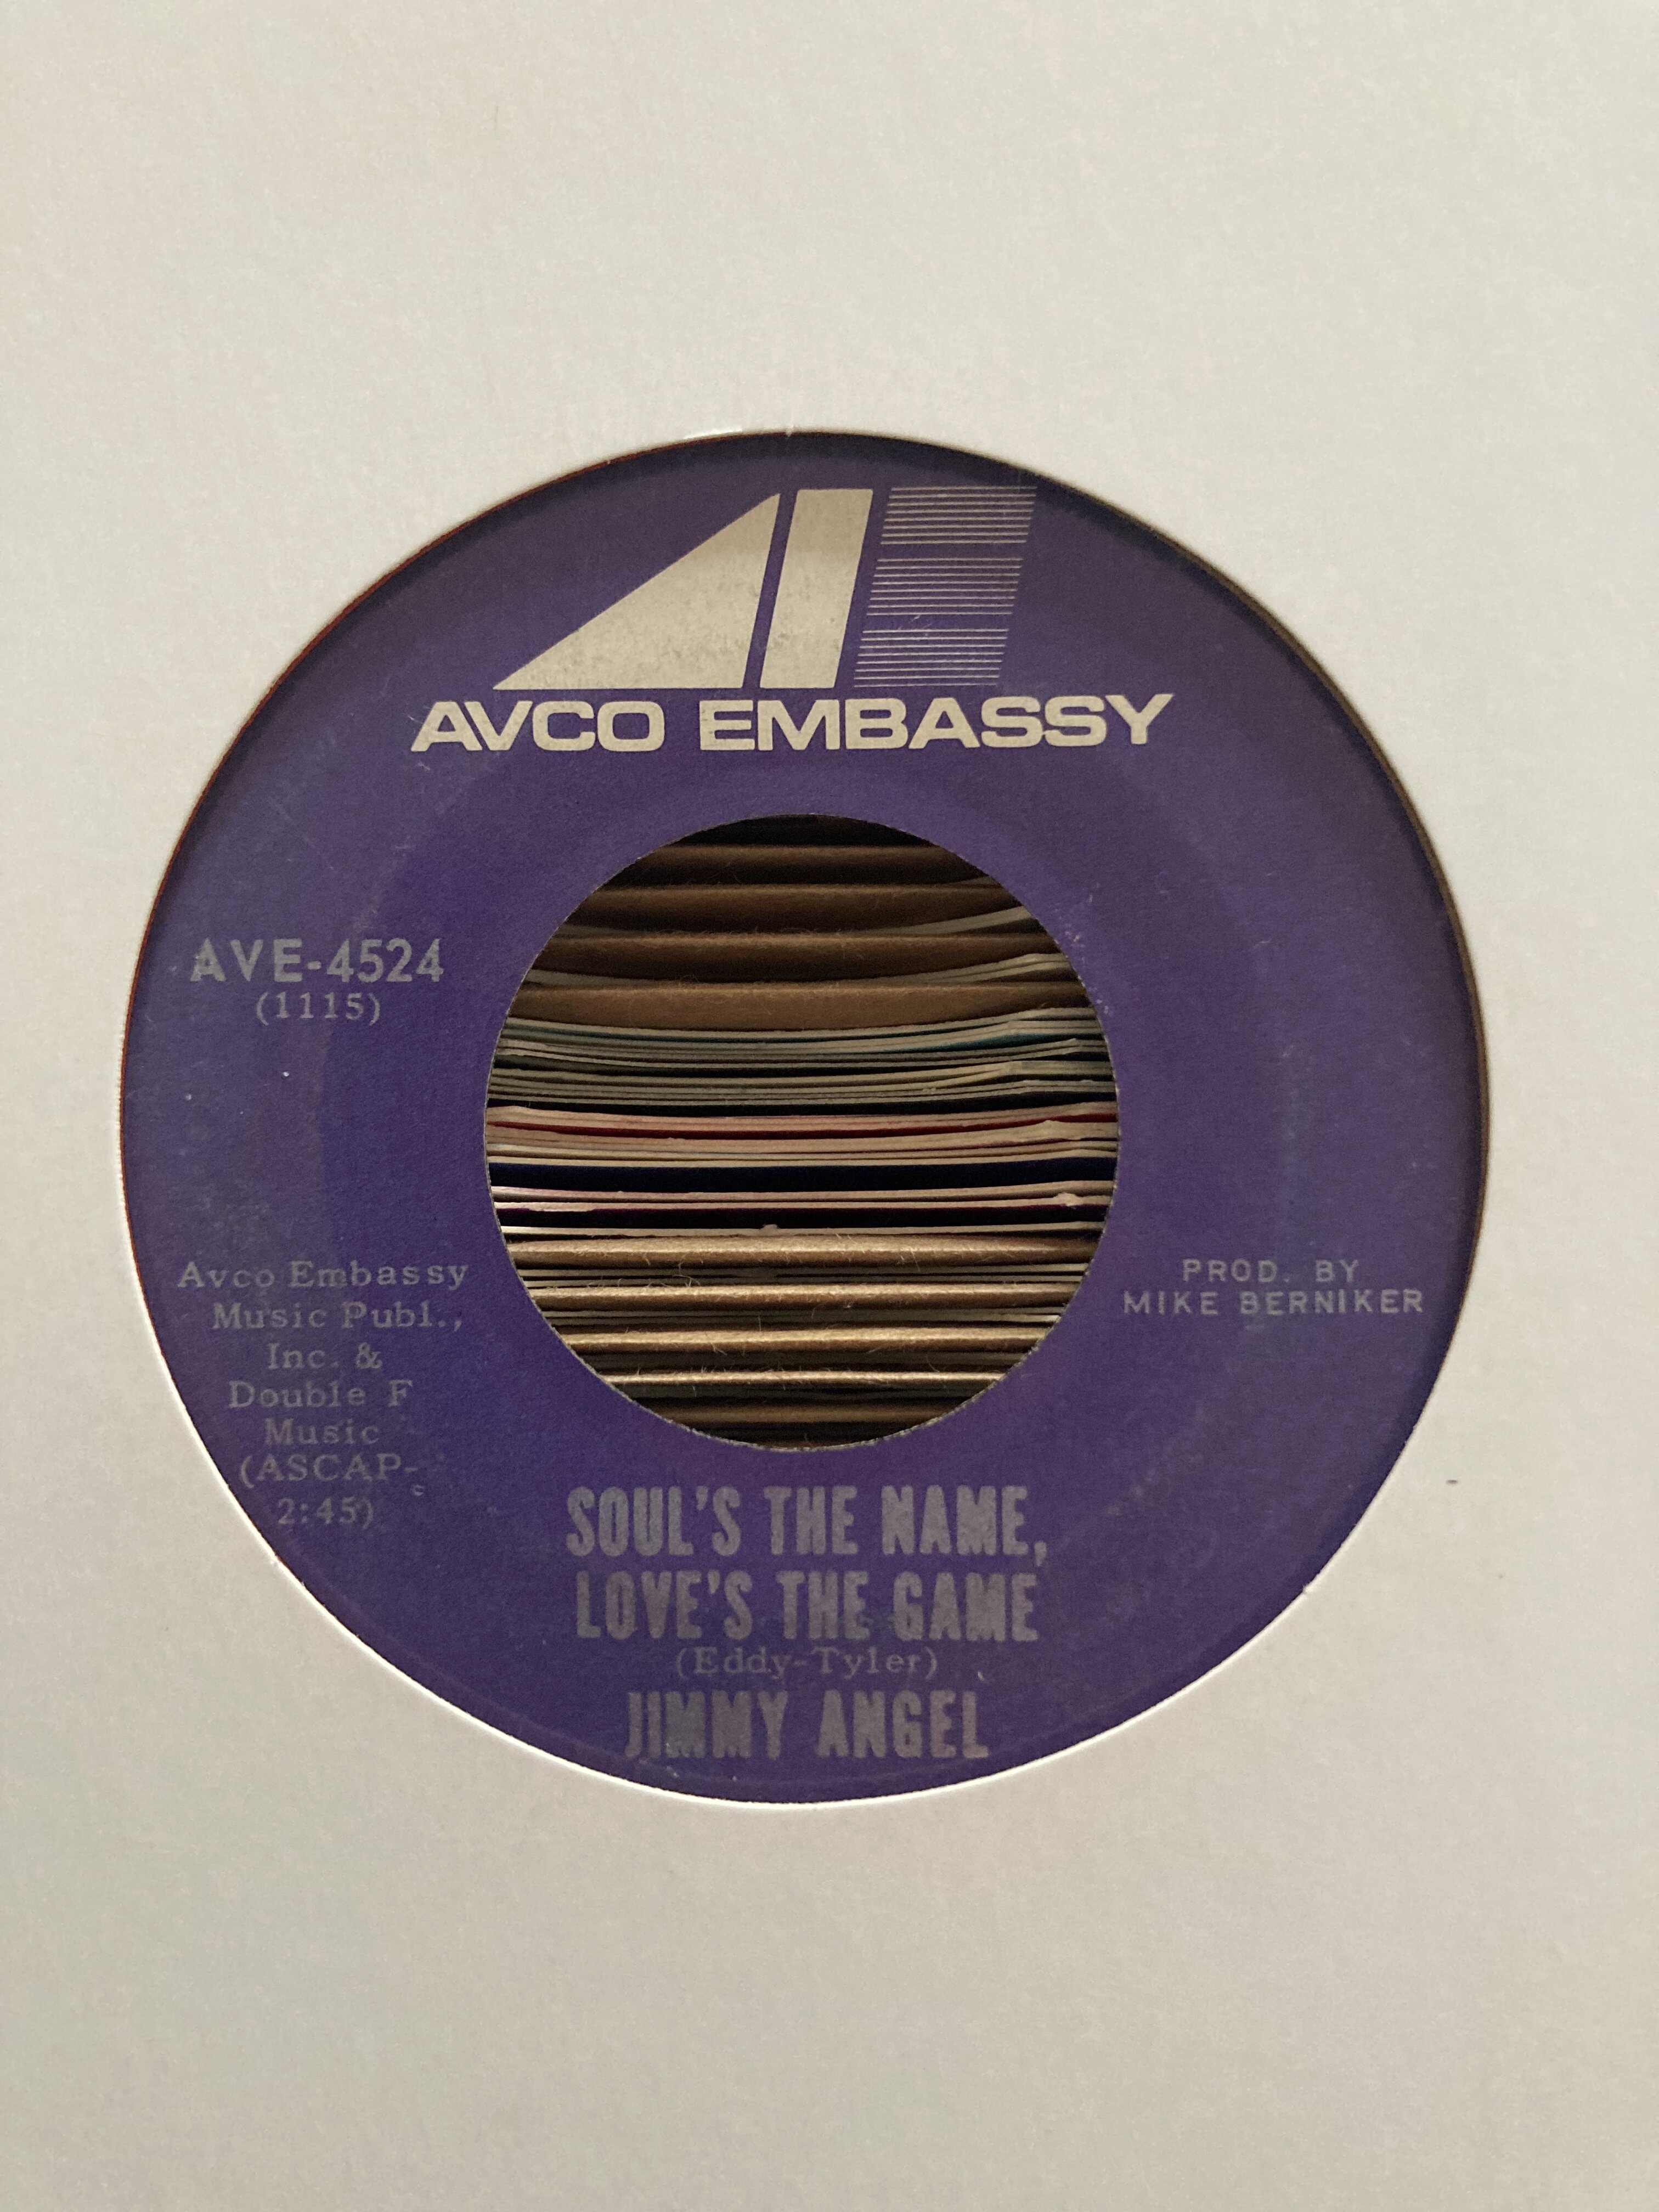 AVCO EMBASSY
AVE-4524
(1115)
Avco Embassy
Music Publ.,
Inc. &
Double F
Music
(ASCAP-
2:45)
PROD. BY
MIKE BERNIKER
SOUL'S THE NAME,
LOVE'S THE GAME
(Eddy-Tyler)
JIMMY ANGEL